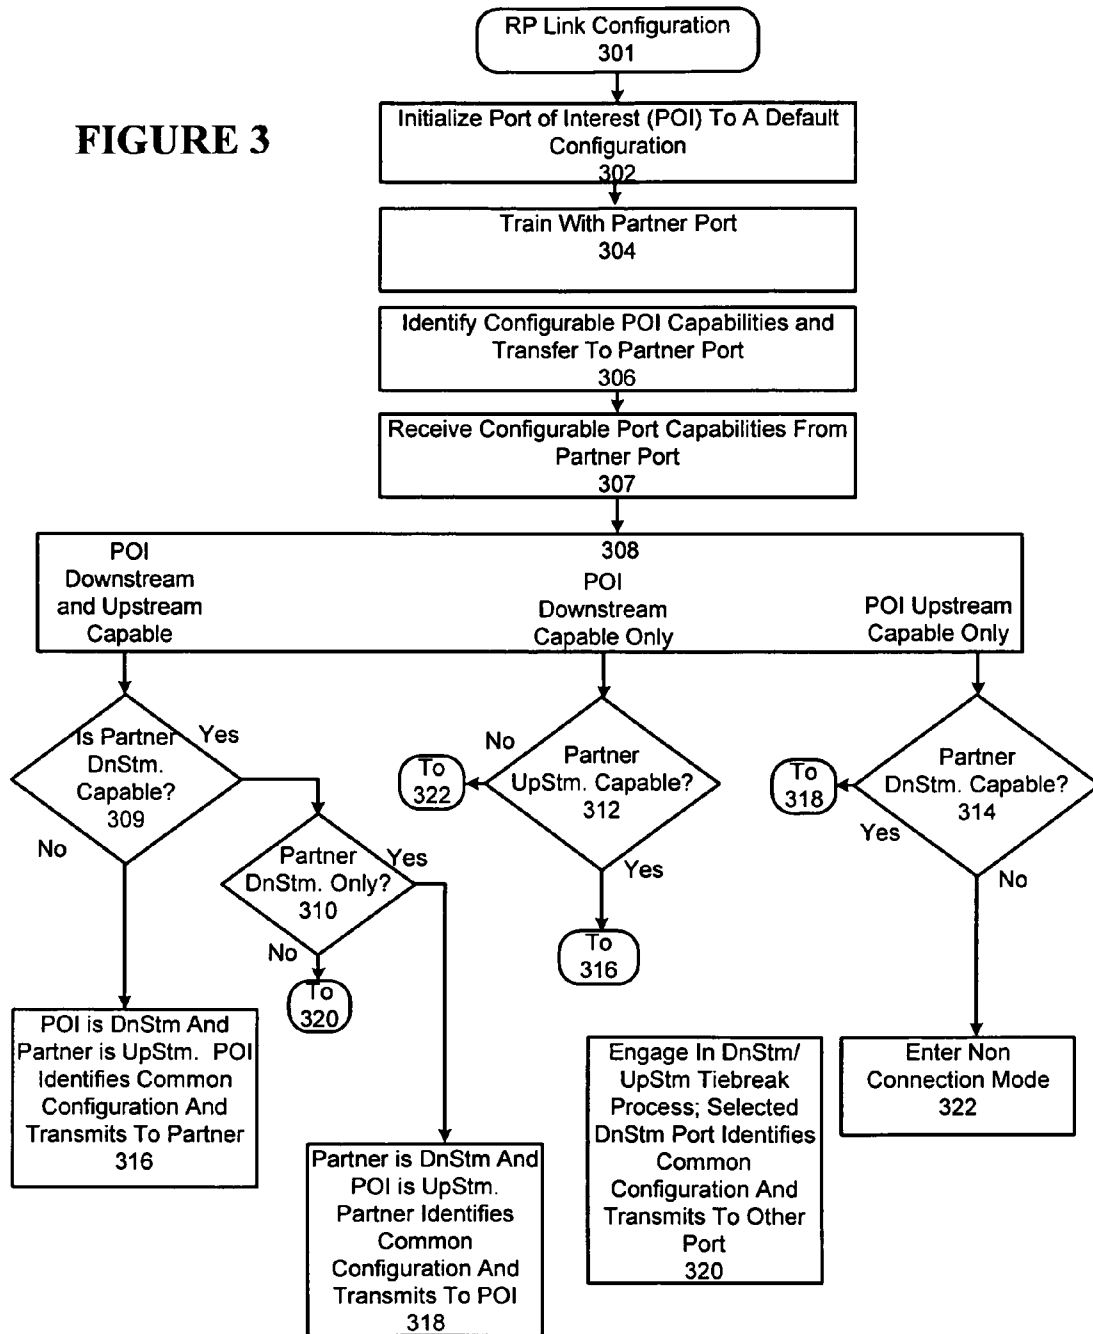 RP Link Configuration
301
FIGURE 3
Initialize Port of Interest (POI) To A Default
Configuration
302
Train With Partner Port
304
Identify Configurable POI Capabilities and
Transfer To Partner Port
306
Receive Configurable Port Capabilities From
Partner Port
307
308
POI
Downstream
and Upstream
Capable
POI
Downstream
Capable Only
POI Upstream
Capable Only
Is Partner
DnStm.
Capable?
309
Yes
No
Partner
DnStm. Only?
310
Yes
No
To
320
No
To
322
Partner
UpStm. Capable?
312
Yes
To
316
To
318
Partner
DnStm. Capable?
314
Yes
No
POI is DnStm And
Partner is UpStm. POI
Identifies Common
Configuration And
Transmits To Partner
316
Partner is DnStm And
POI is UpStm.
Partner Identifies
Common
Configuration And
Transmits To POI
318
Engage In DnStm/
UpStm Tiebreak
Process; Selected
DnStm Port Identifies
Common
Configuration And
Transmits To Other
Port
320
Enter Non
Connection Mode
322